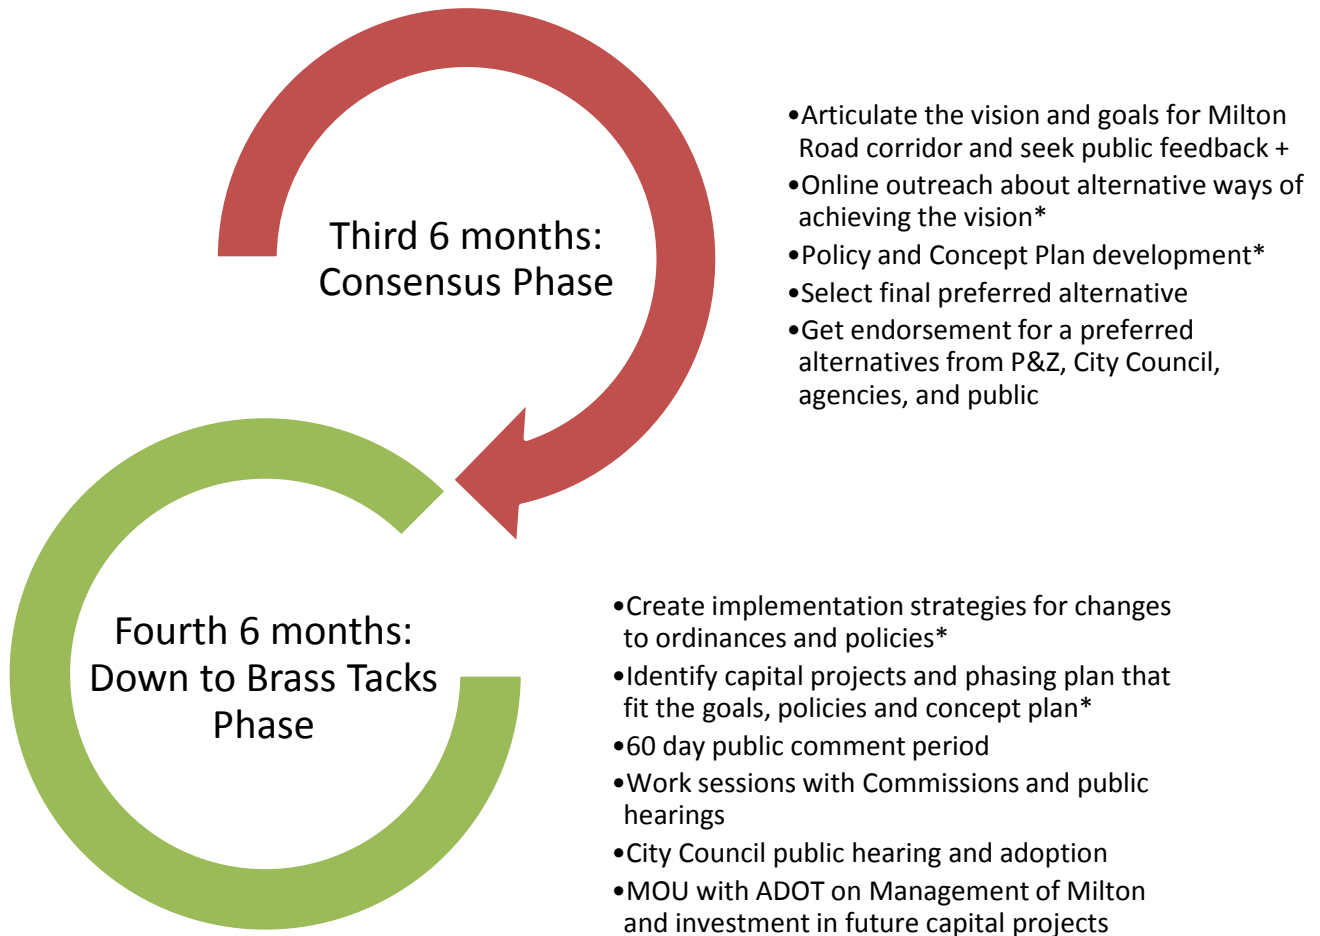 Third 6 months:
Consensus Phase
•Articulate the vision and goals for Milton
Road corridor and seek public feedback +
•Online outreach about alternative ways of
achieving the vision*
•Policy and Concept Plan development*
•Select final preferred alternative
•Get endorsement for a preferred
alternatives from P&Z, City Council,
agencies, and public
Fourth 6 months:
Down to Brass Tacks
Phase
•Create implementation strategies for changes
to ordinances and policies*
•Identify capital projects and phasing plan that
fit the goals, policies and concept plan*
•60 day public comment period
•Work sessions with Commissions and public
hearings
•City Council public hearing and adoption
•MOU with ADOT on Management of Milton
and investment in future capital projects